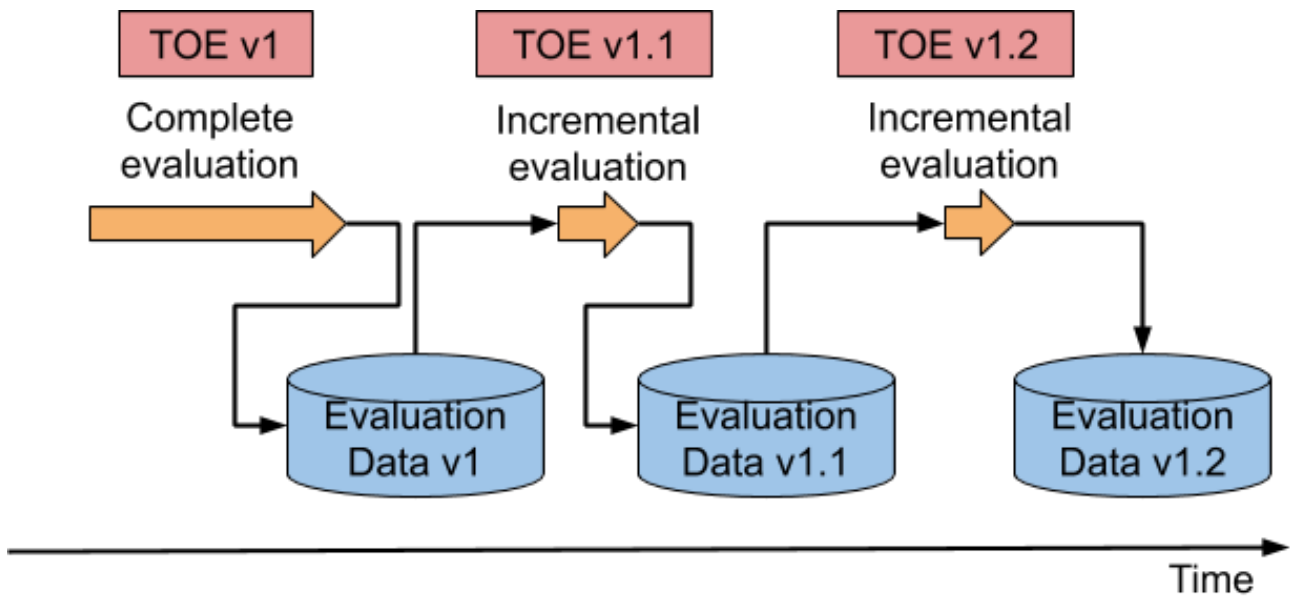 TOE v1
TOE v1.1
TOE v1.2
Complete
evaluation
Incremental
evaluation
Incremental
evaluation
Evaluation
Data v1
Evaluation
Data v1.1
Evaluation
Data v1.2
Time